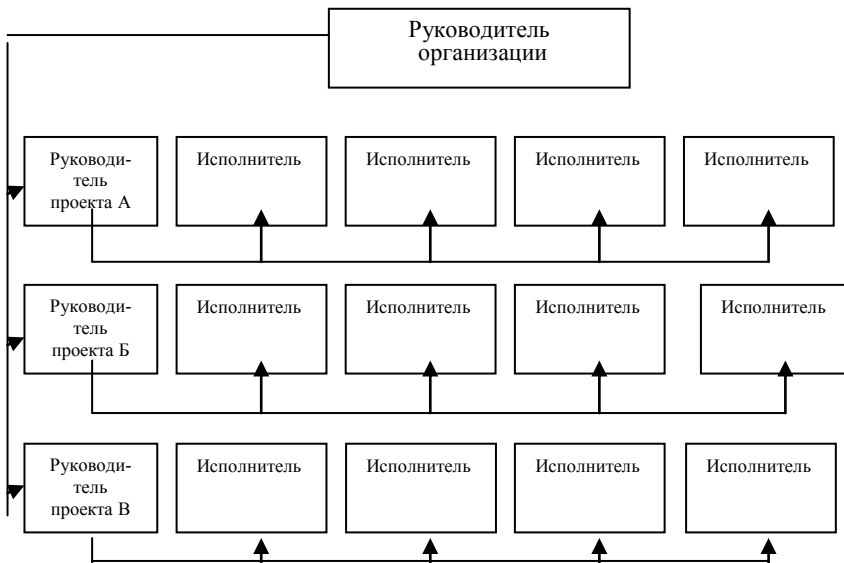 Руководитель
организации
Руководи-
тель
проекта А
Исполнитель
Исполнитель
Исполнитель
Исполнитель
Руководи-
тель
проекта Б
Исполнитель
Исполнитель
Исполнитель
Исполнитель
Руководи-
тель
проекта В
Исполнитель
Исполнитель
Исполнитель
Исполнитель